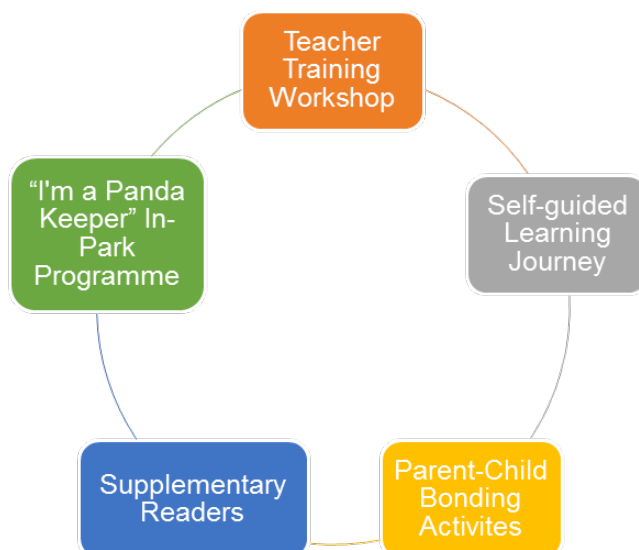 Teacher
Training
Workshop
Self-guided
Learning
Journey
Parent-Child
Bonding
Activites
Supplementary
Readers
“I'm a Panda
Keeper” In-
Park
Programme